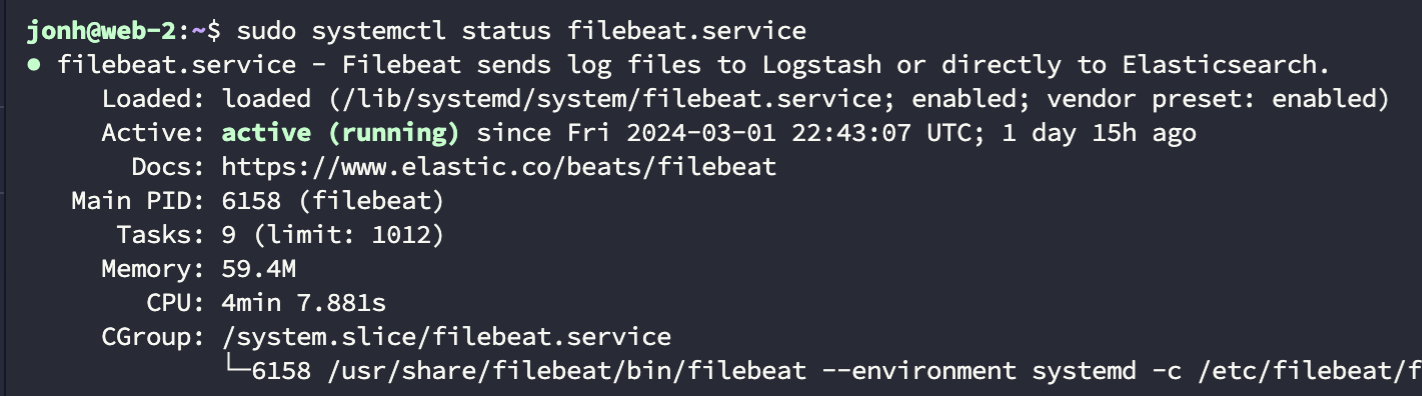 jonh@web-2:~$ sudo systemctl status filebeat.service
● filebeat.service - Filebeat sends log files to Logstash or directly to Elasticsearch.
     Loaded: loaded (/lib/systemd/system/filebeat.service; enabled; vendor preset: enabled)
     Active: active (running) since Fri 2024-03-01 22:43:07 UTC; 1 day 15h ago
       Docs: https://www.elastic.co/beats/filebeat
   Main PID: 6158 (filebeat)
      Tasks: 9 (limit: 1012)
     Memory: 59.4M
        CPU: 4min 7.881s
     CGroup: /system.slice/filebeat.service
             └─6158 /usr/share/filebeat/bin/filebeat --environment systemd -c /etc/filebeat/f